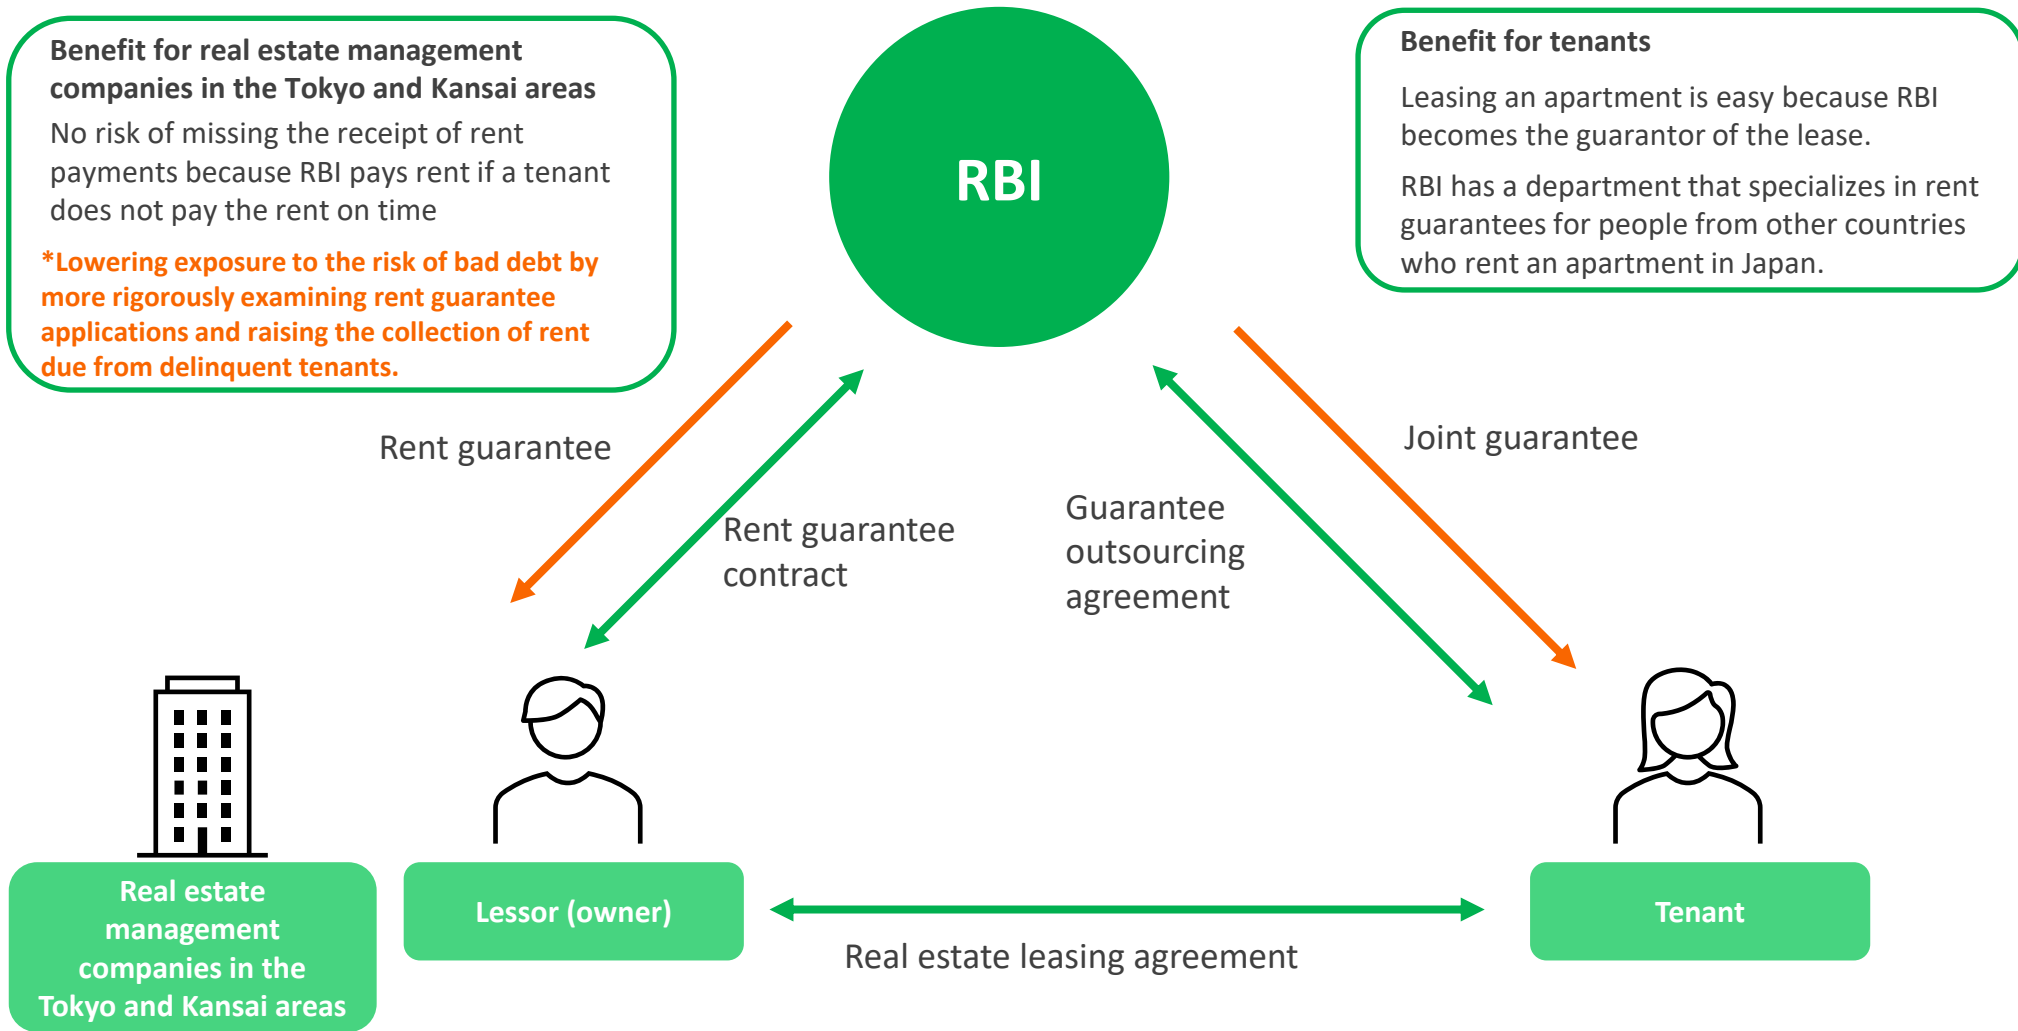 Benefit for real estate management
companies in the Tokyo and Kansai areas
No risk of missing the receipt of rent
payments because RBI pays rent if a tenant
does not pay the rent on time
*Lowering exposure to the risk of bad debt by
more rigorously examining rent guarantee
applications and raising the collection of rent
due from delinquent tenants.
RBI
Benefit for tenants
Leasing an apartment is easy because RBI
becomes the guarantor of the lease.
RBI has a department that specializes in rent
guarantees for people from other countries
who rent an apartment in Japan.
Rent guarantee
Rent guarantee
contract
Guarantee
outsourcing
agreement
Joint guarantee
Real estate
management
companies in the
Tokyo and Kansai areas
Lessor (owner)
Real estate leasing agreement
Tenant